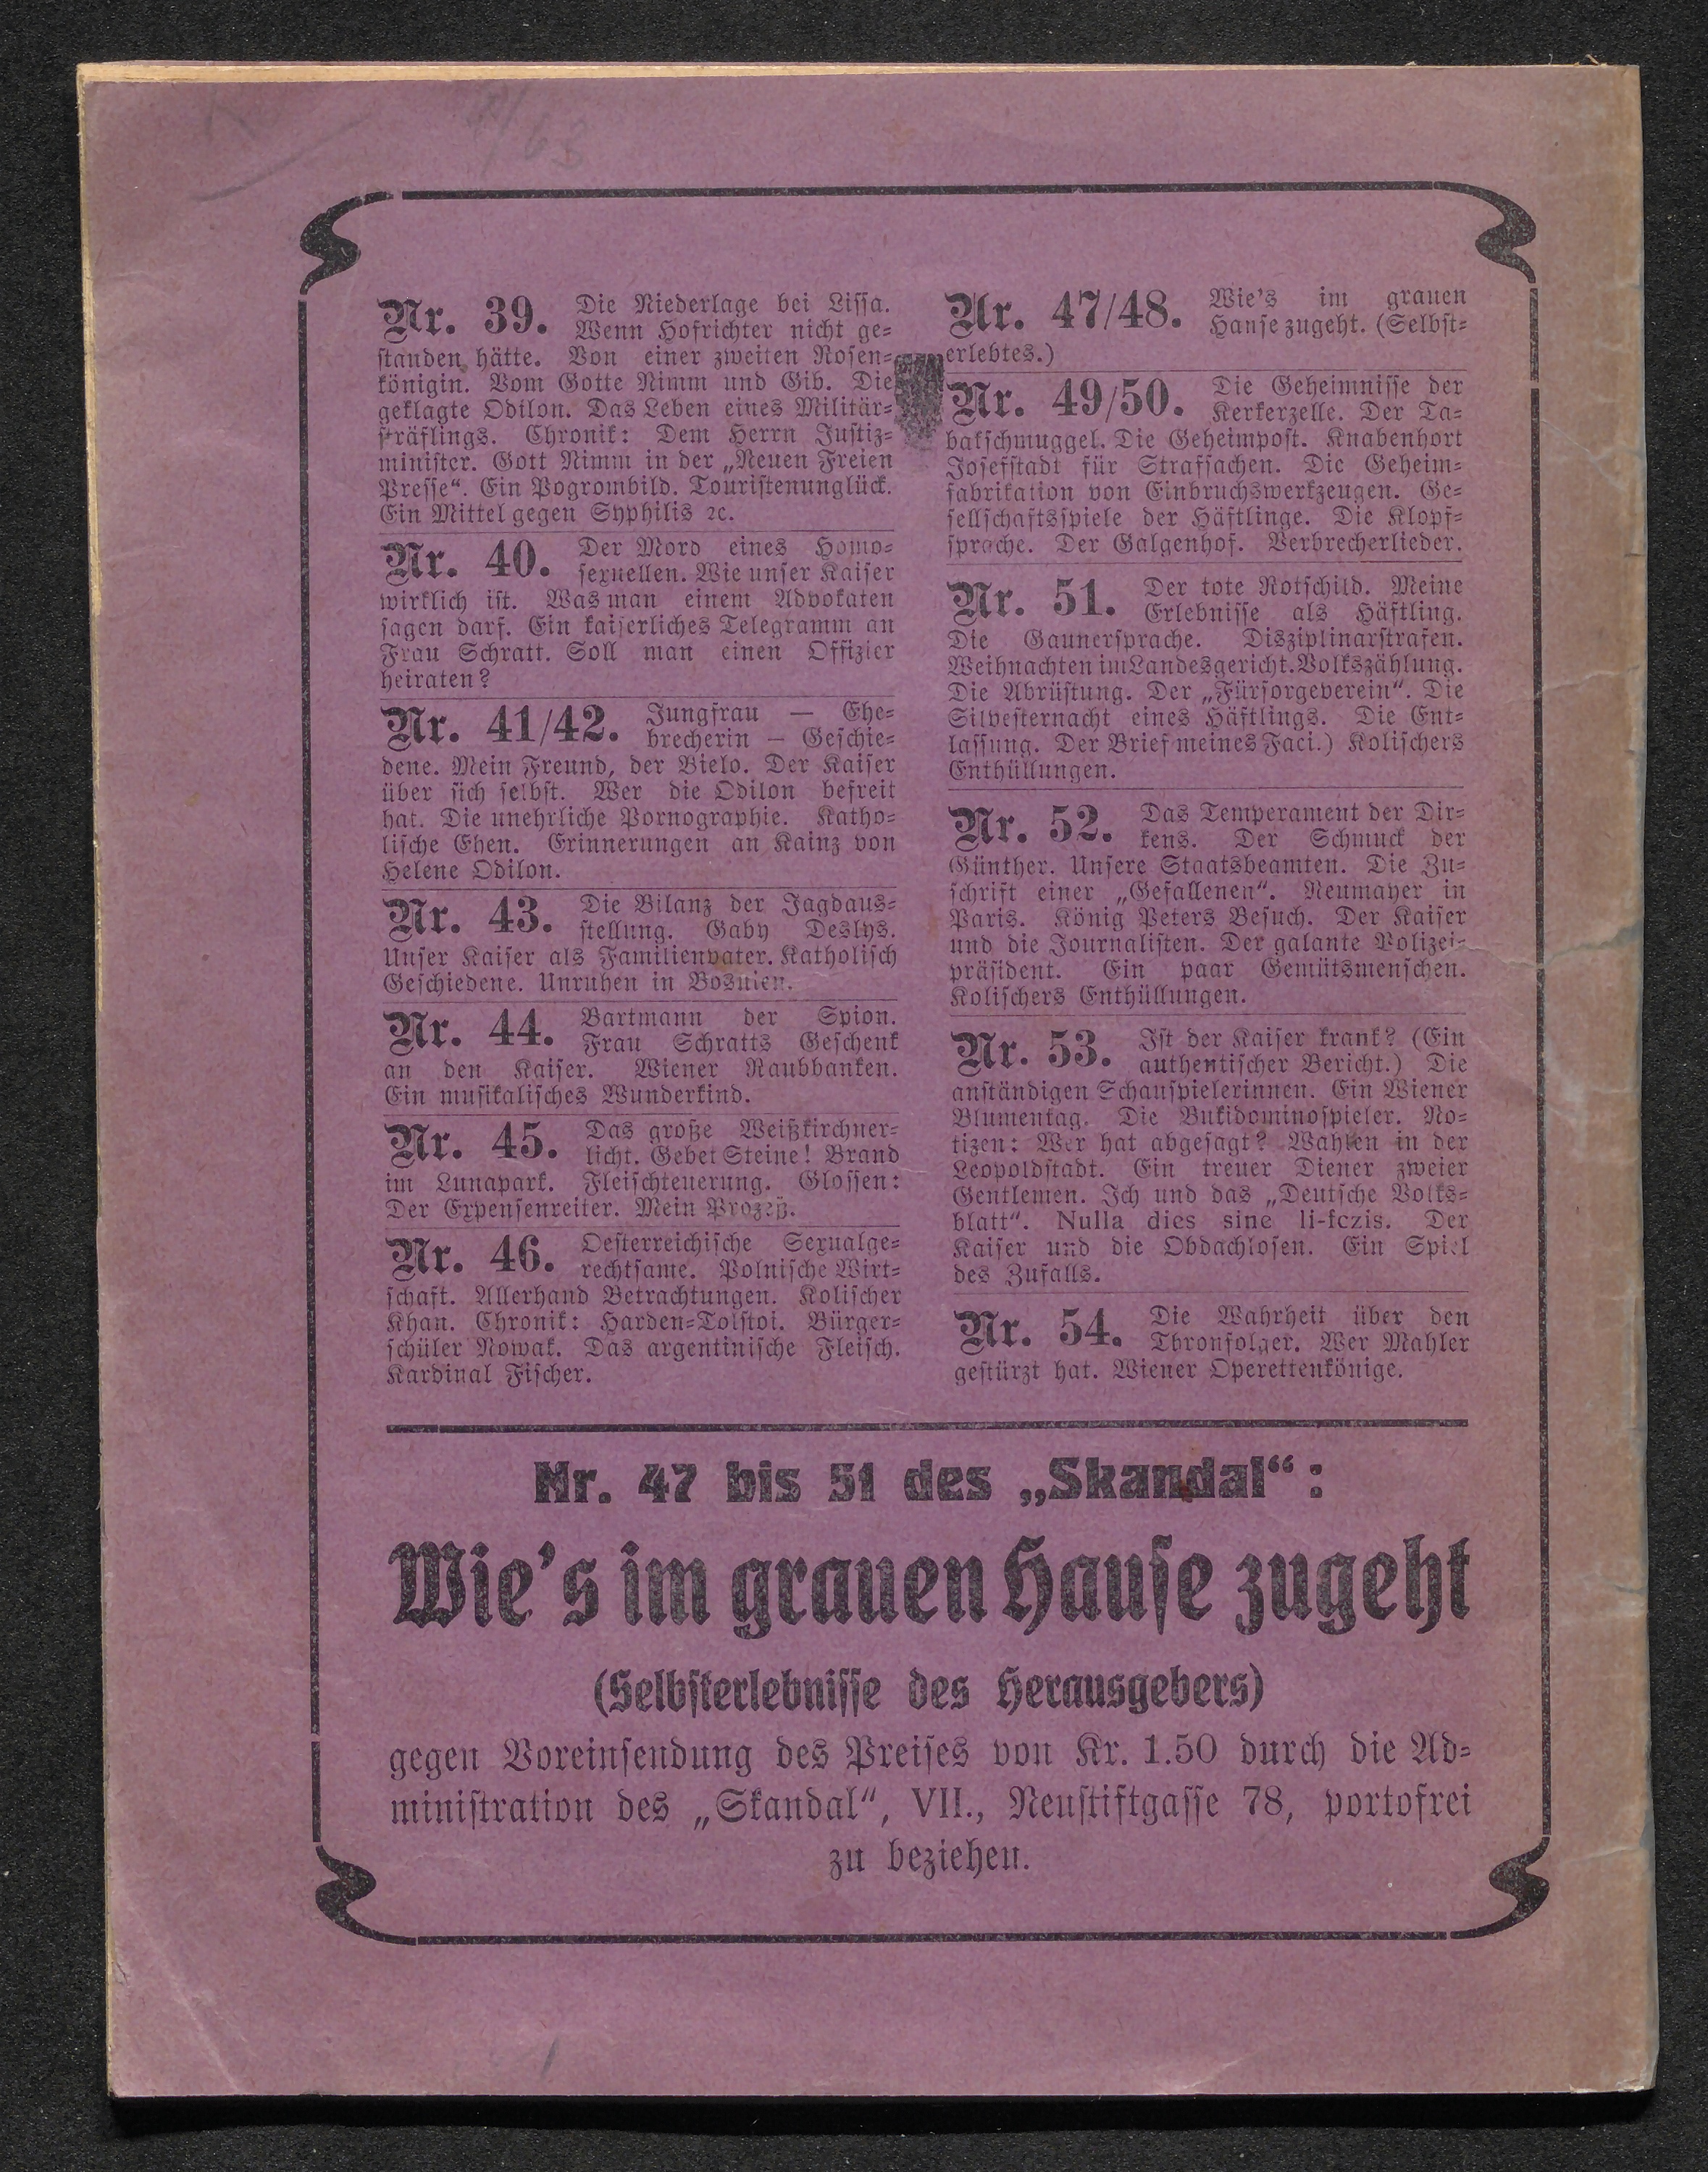 Nr. 39. Die Niederlage bei Lissa.
Wenn Hofrichter nicht ge-
standen hätte. Von einer zweiten Rosen-
königin. Vom Gotte Nimm und Gib. Die
geklagte Odilon. Das Leben eines Militär-
sträflings. Chronik: Dem Herrn Justiz-
minister. Gott Nimm in der „Neuen Freien
Presse“. Ein Pogrombild. Touristenunglück.
Ein Mittel gegen Syphilis ꝛc.
Nr. 40. Der Mord eines Homo-
sexuellen. Wie unser Kaiser
wirklich ist. Was man einem Advokaten
sagen darf. Ein kaiserliches Telegramm an
Frau Schratt. Soll man einen Offizier
heiraten?
Nr. 41/42. Jungfrau — Ehe-
brecherin — Geschie-
dene. Mein Freund, der Bielo. Der Kaiser
über sich selbst. Wer die Odilon befreit
hat. Die unehrliche Pornographie. Katho-
lische Ehen. Erinnerungen an Kainz von
Helene Odilon.
Nr. 43. Die Bilanz der Jagdaus-
stellung. Gaby Deslys.
Unser Kaiser als Familienvater. Katholisch
Geschiedene. Unruhen in Bosnien.
Nr. 44. Bartmann der Spion.
Frau Schratts Geschenk
an den Kaiser. Wiener Raubbanken.
Ein musikalisches Wunderkind.
Nr. 45. Das große Weißkirchner-
licht. Gebet Steine! Brand
im Lunapark. Fleischteuerung. Glossen:
Der Expensenreiter. Mein Prozeß.
Nr. 46. Oesterreichische Sexualge-
rechtsame. Polnische Wirt-
schaft. Allerhand Betrachtungen. Kolischer
Khan. Chronik: Harden-Tolstoi. Bürger-
schüler Nowak. Das argentinische Fleisch.
Kardinal Fischer.
Nr. 47/48. Wie's im grauen
Hause zugeht. (Selbst-
erlebtes.)
Nr. 49/50. Die Geheimnisse der
Kerkerzelle. Der Ta-
bakschmuggel. Die Geheimpost. Knabenhort
Josefstadt für Strafsachen. Die Geheim-
fabrikation von Einbruchswerkzeugen. Ge-
sellschaftsspiele der Häftlinge. Die Klopf-
sprache. Der Galgenhof. Verbrecherlieder.
Nr. 51. Der tote Rotschild. Meine
Erlebnisse als Häftling.
Die Gaunersprache. Disziplinarstrafen.
Weihnachten im Landesgericht. Volkszählung.
Die Abrüstung. Der „Fürsorgeverein“. Die
Silvesternacht eines Häftlings. Die Ent-
lassung. Der Brief meines Faci.) Kolischers
Enthüllungen.
Nr. 52. Das Temperament der Dir-
kens. Der Schmuck der
Günther. Unsere Staatsbeamten. Die Zu-
schrift einer „Gefallenen“. Neumayer in
Paris. König Peters Besuch. Der Kaiser
und die Journalisten. Der galante Polizei-
präsident. Ein paar Gemütsmenschen.
Kolischers Enthüllungen.
Nr. 53. Ist der Kaiser krank? (Ein
authentischer Bericht.) Die
anständigen Schauspielerinnen. Ein Wiener
Blumentag. Die Bukidominospieler. No-
tizen: Wer hat abgesagt? Wahlen in der
Leopoldstadt. Ein treuer Diener zweier
Gentlemen. Ich und das „Deutsche Volks-
blatt“. Nulla dies sine li-kczis. Der
Kaiser und die Obdachlosen. Ein Spiel
des Zufalls.
Nr. 54. Die Wahrheit über den
Thronfolger. Wer Mahler
gestürzt hat. Wiener Operettenkönige.
Nr. 47 bis 51 des „Skandal“:
Wie's im grauen Hause zugeht
(Selbsterlebnisse des Herausgebers)
gegen Voreinsendung des Preises von Kr. 1.50 durch die Ad-
ministration des „Skandal“, VII., Neustiftgasse 78, portofrei
zu beziehen.